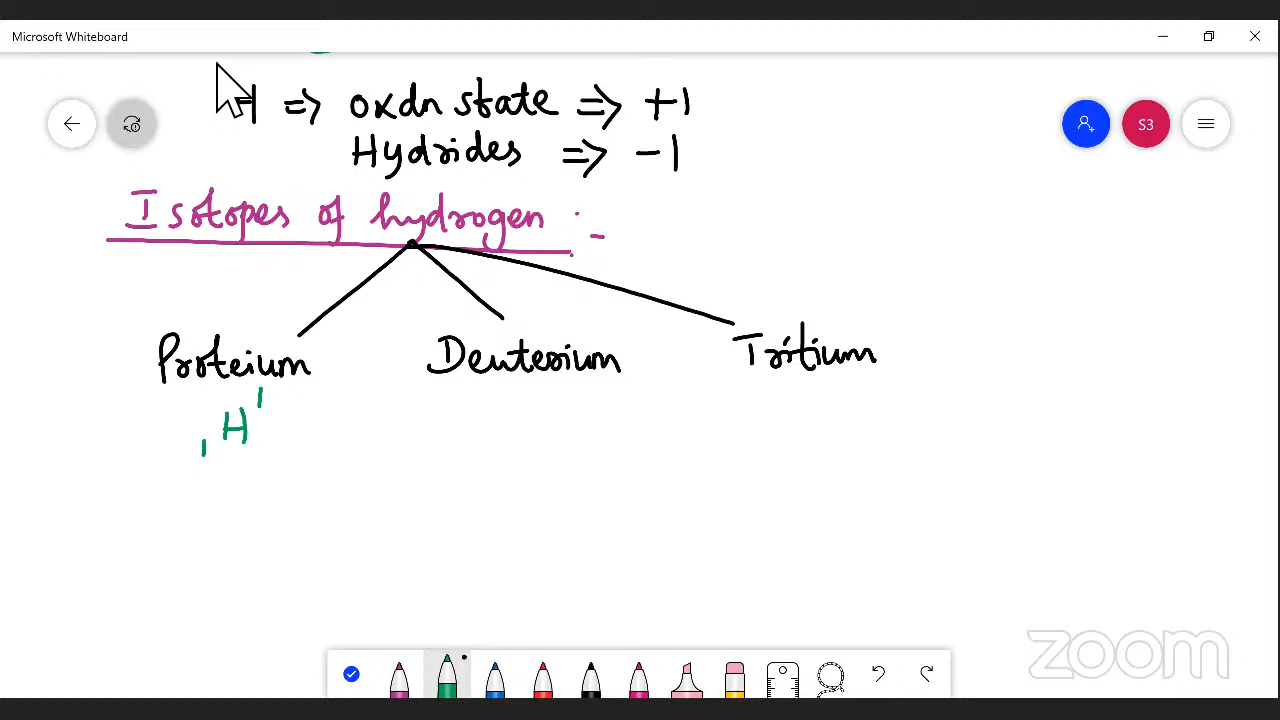 Microsoft Whiteboard
H => oxdn state => +1
Hydrides => -1
S3
Isotopes of hydrogen :-
Proteium Deuterium Tritium
₁H¹
zoom